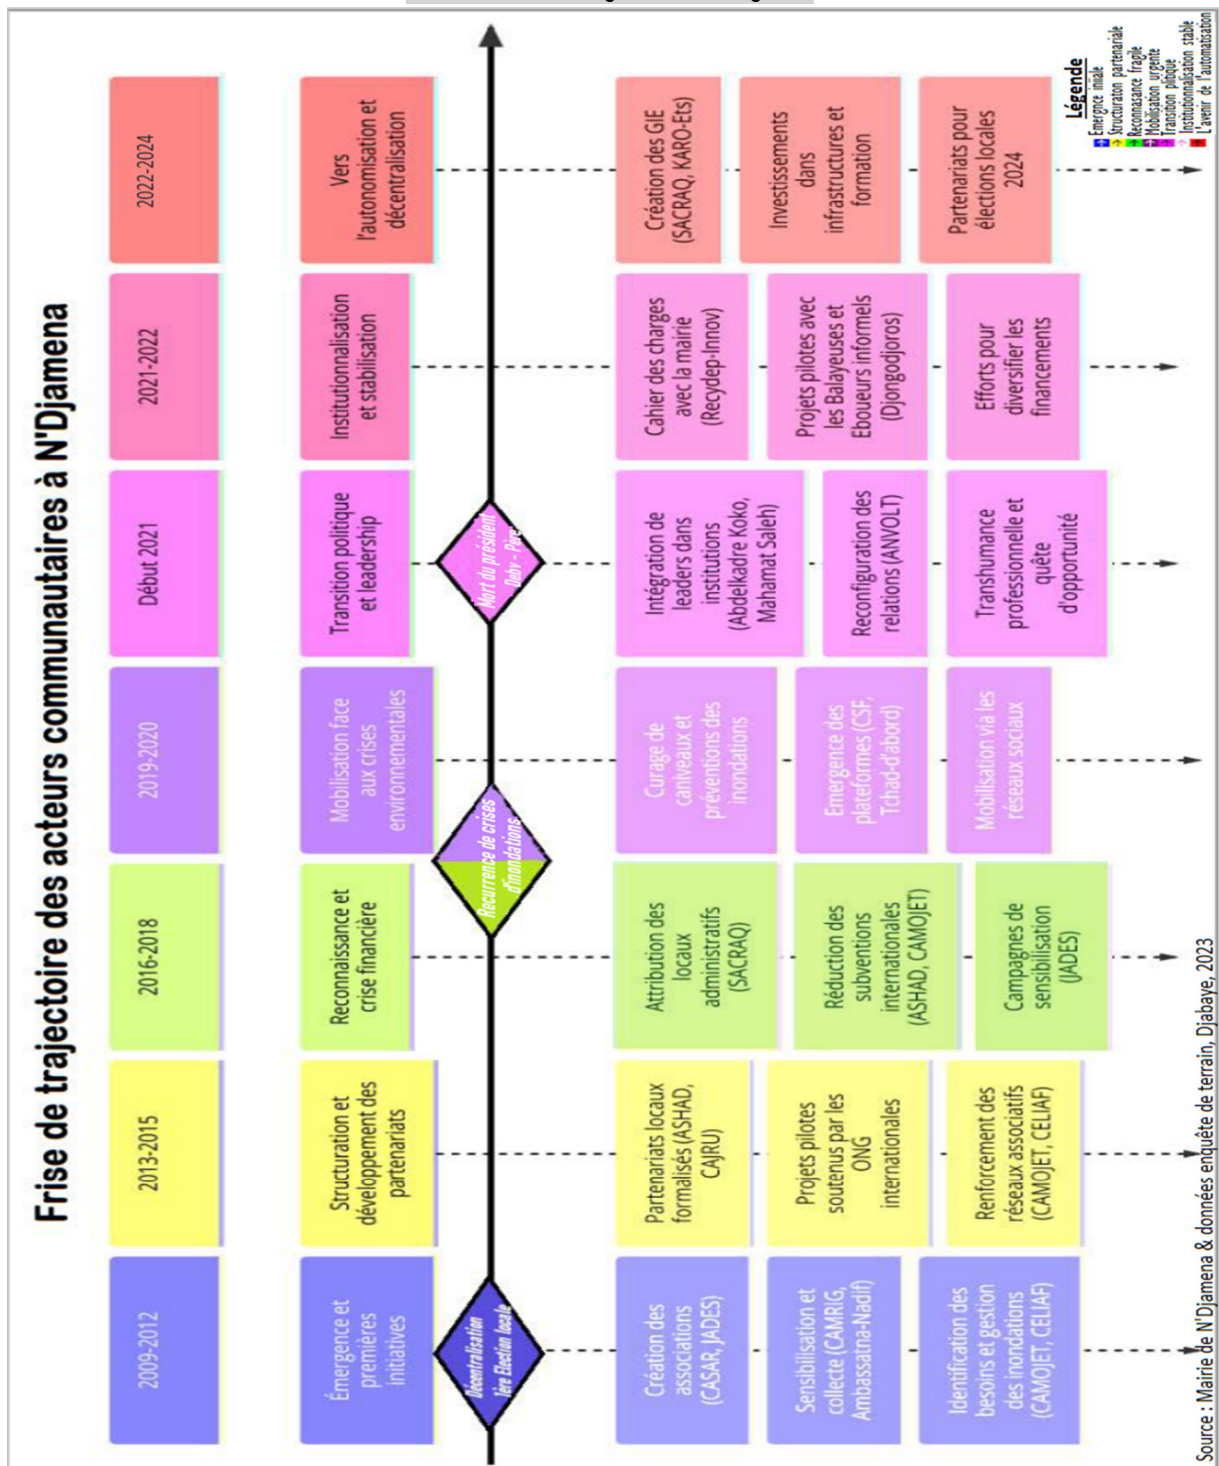 Frise de trajectoire des acteurs communautaires à N'Djamena
2009-2012
2013-2015
2016-2018
2019-2020
Début 2021
2021-2022
2022-2024
Émergence et
premières
initiatives
Structuration et
développement des
partenariats
Reconnaissance et
crise financière
Mobilisation face
aux crises
environnementales
Transition politique
et leadership
Institutionnalisation
et stabilisation
Vers
l'autonomisation et
décentralisation
Décentralisation
1ere Election locale
Recurrence de crises
d'inondations
Mort du président
Deby - Père
Création des
associations
(CASAR, JADES)
Partenariats locaux
formalisés (ASHAD,
CAJRU)
Attribution des
locaux
administratifs
(SACRAQ)
Curage de
caniveaux et
préventions des
inondations
Intégration de
leaders dans
institutions
(Abdelkadre Koko,
Mahamat Saleh)
Cahier des charges
avec la mairie
(Recydep-Innov)
Création des GIE
(SACRAQ, KARO-Ets)
Sensibilisation et
collecte (CAMRIG,
Ambassatna-Nadif)
Projets pilotes
soutenus par les
ONG
internationales
Réduction des
subventions
internationales
(ASHAD, CAMOJET)
Emergence des
plateformes (CSF,
Tchad-d'abord)
Reconfiguration des
relations (ANVOLT)
Projets pilotes avec
les Balayeuses et
Eboueurs informels
(Djongodjoros)
Investissements
dans
infrastructures et
formation
Identification des
besoins et gestion
des inondations
(CAMOJET, CELIAF)
Renforcement des
réseaux associatifs
(CAMOJET, CELIAF)
Campagnes de
sensibilisation
(JADES)
Mobilisation via les
réseaux sociaux
Transhumance
professionnelle et
quête
d'opportunité
Efforts pour
diversifier les
financements
Partenariats pour
élections locales
2024
Légende
Emergnce iniiale
Structuraton partenariale
Reconnasance fragile
Mobilisation urgente
Transition plitique
Institutionnalisation stable
L'avenir de l'automatisation
Source : Mairie de N'Djamena & données enquête de terrain, Djabaye, 2023